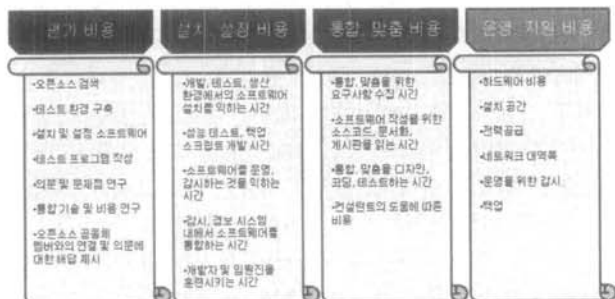 평가 비용
•오픈소스 검색
•테스트 환경 구축
•설치 및 설정 소프트웨어
•테스트 프로그램 작성
•의문 및 문제점 연구
•통합기술 및 비용 연구
•오픈소스 공동체
멤버와의 연결 및 의문에
대한 해답 제시
설치, 설정 비용
•개발, 테스트, 생산
환경에서의 소프트웨어
설치를 익히는 시간
•성능 테스트, 백업
스크립트 개발 시간
•소프트웨어를 운영,
감시하는 것을 익히는
시간
•감시, 경보 시스템
내에서 소프트웨어를
통합하는 시간
•개발자 및 임원진을
훈련시키는 시간
통합, 맞춤 비용
•통합, 맞춤을 위한
요구사항 수집 시간
•소프트웨어 작성을 위한
소스코드, 문서화,
게시판을 읽는 시간
•통합, 맞춤을 디자인,
코딩, 테스트하는 시간
•컨설턴트의 도움에 따른
비용
운영, 지원 비용
•하드웨어 비용
•설치 공간
•전력공급
•네트워크 대역폭
•운영을 위한 감시,
•백업